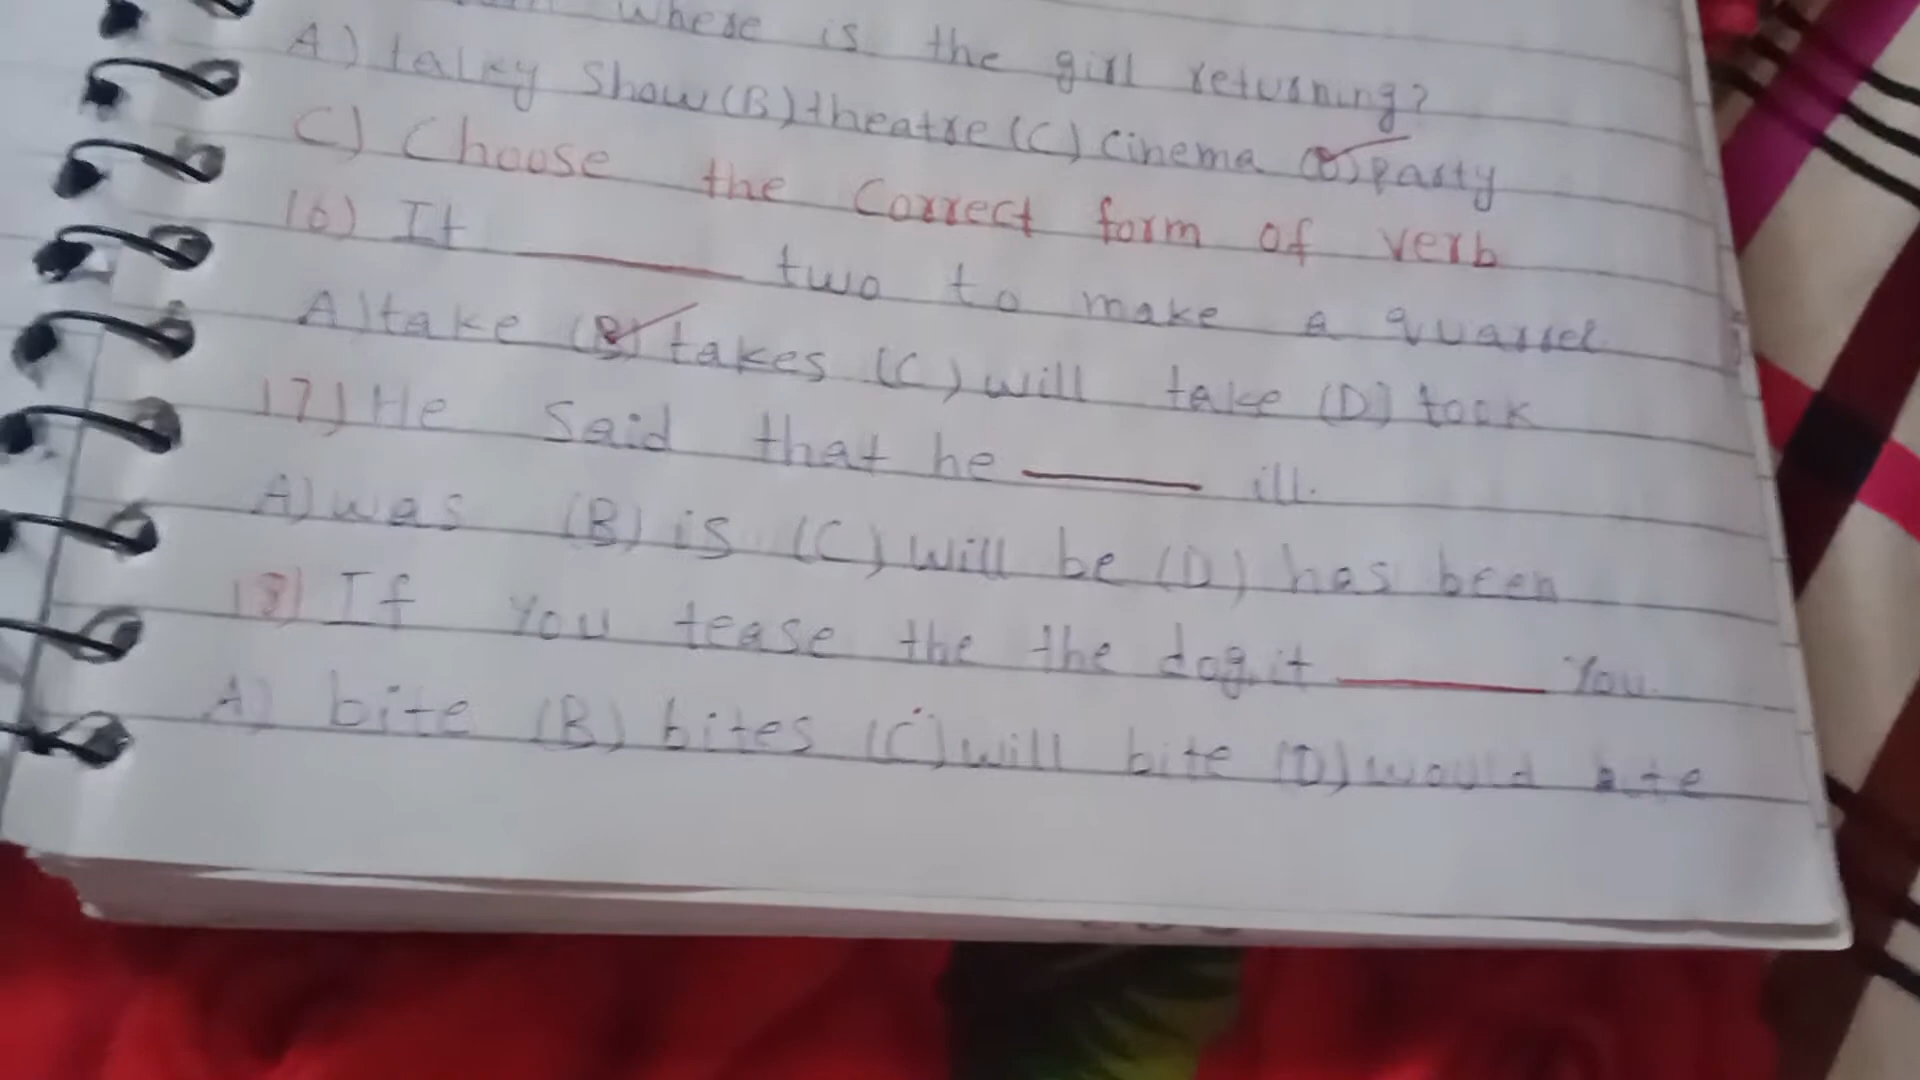 Where is the girl returning?
A) taley Show (B) theatre (C) Cinema (D) Party
C) Choose the Correct form of verb
16) It ______ two to make a quarrel
A) take (B) takes (C) will take (D) took
17) He Said that he ______ ill.
A) was (B) is (C) will be (D) has been
18) If You tease the the dog, it ______ You
A) bite (B) bites (C) will bite (D) would bite